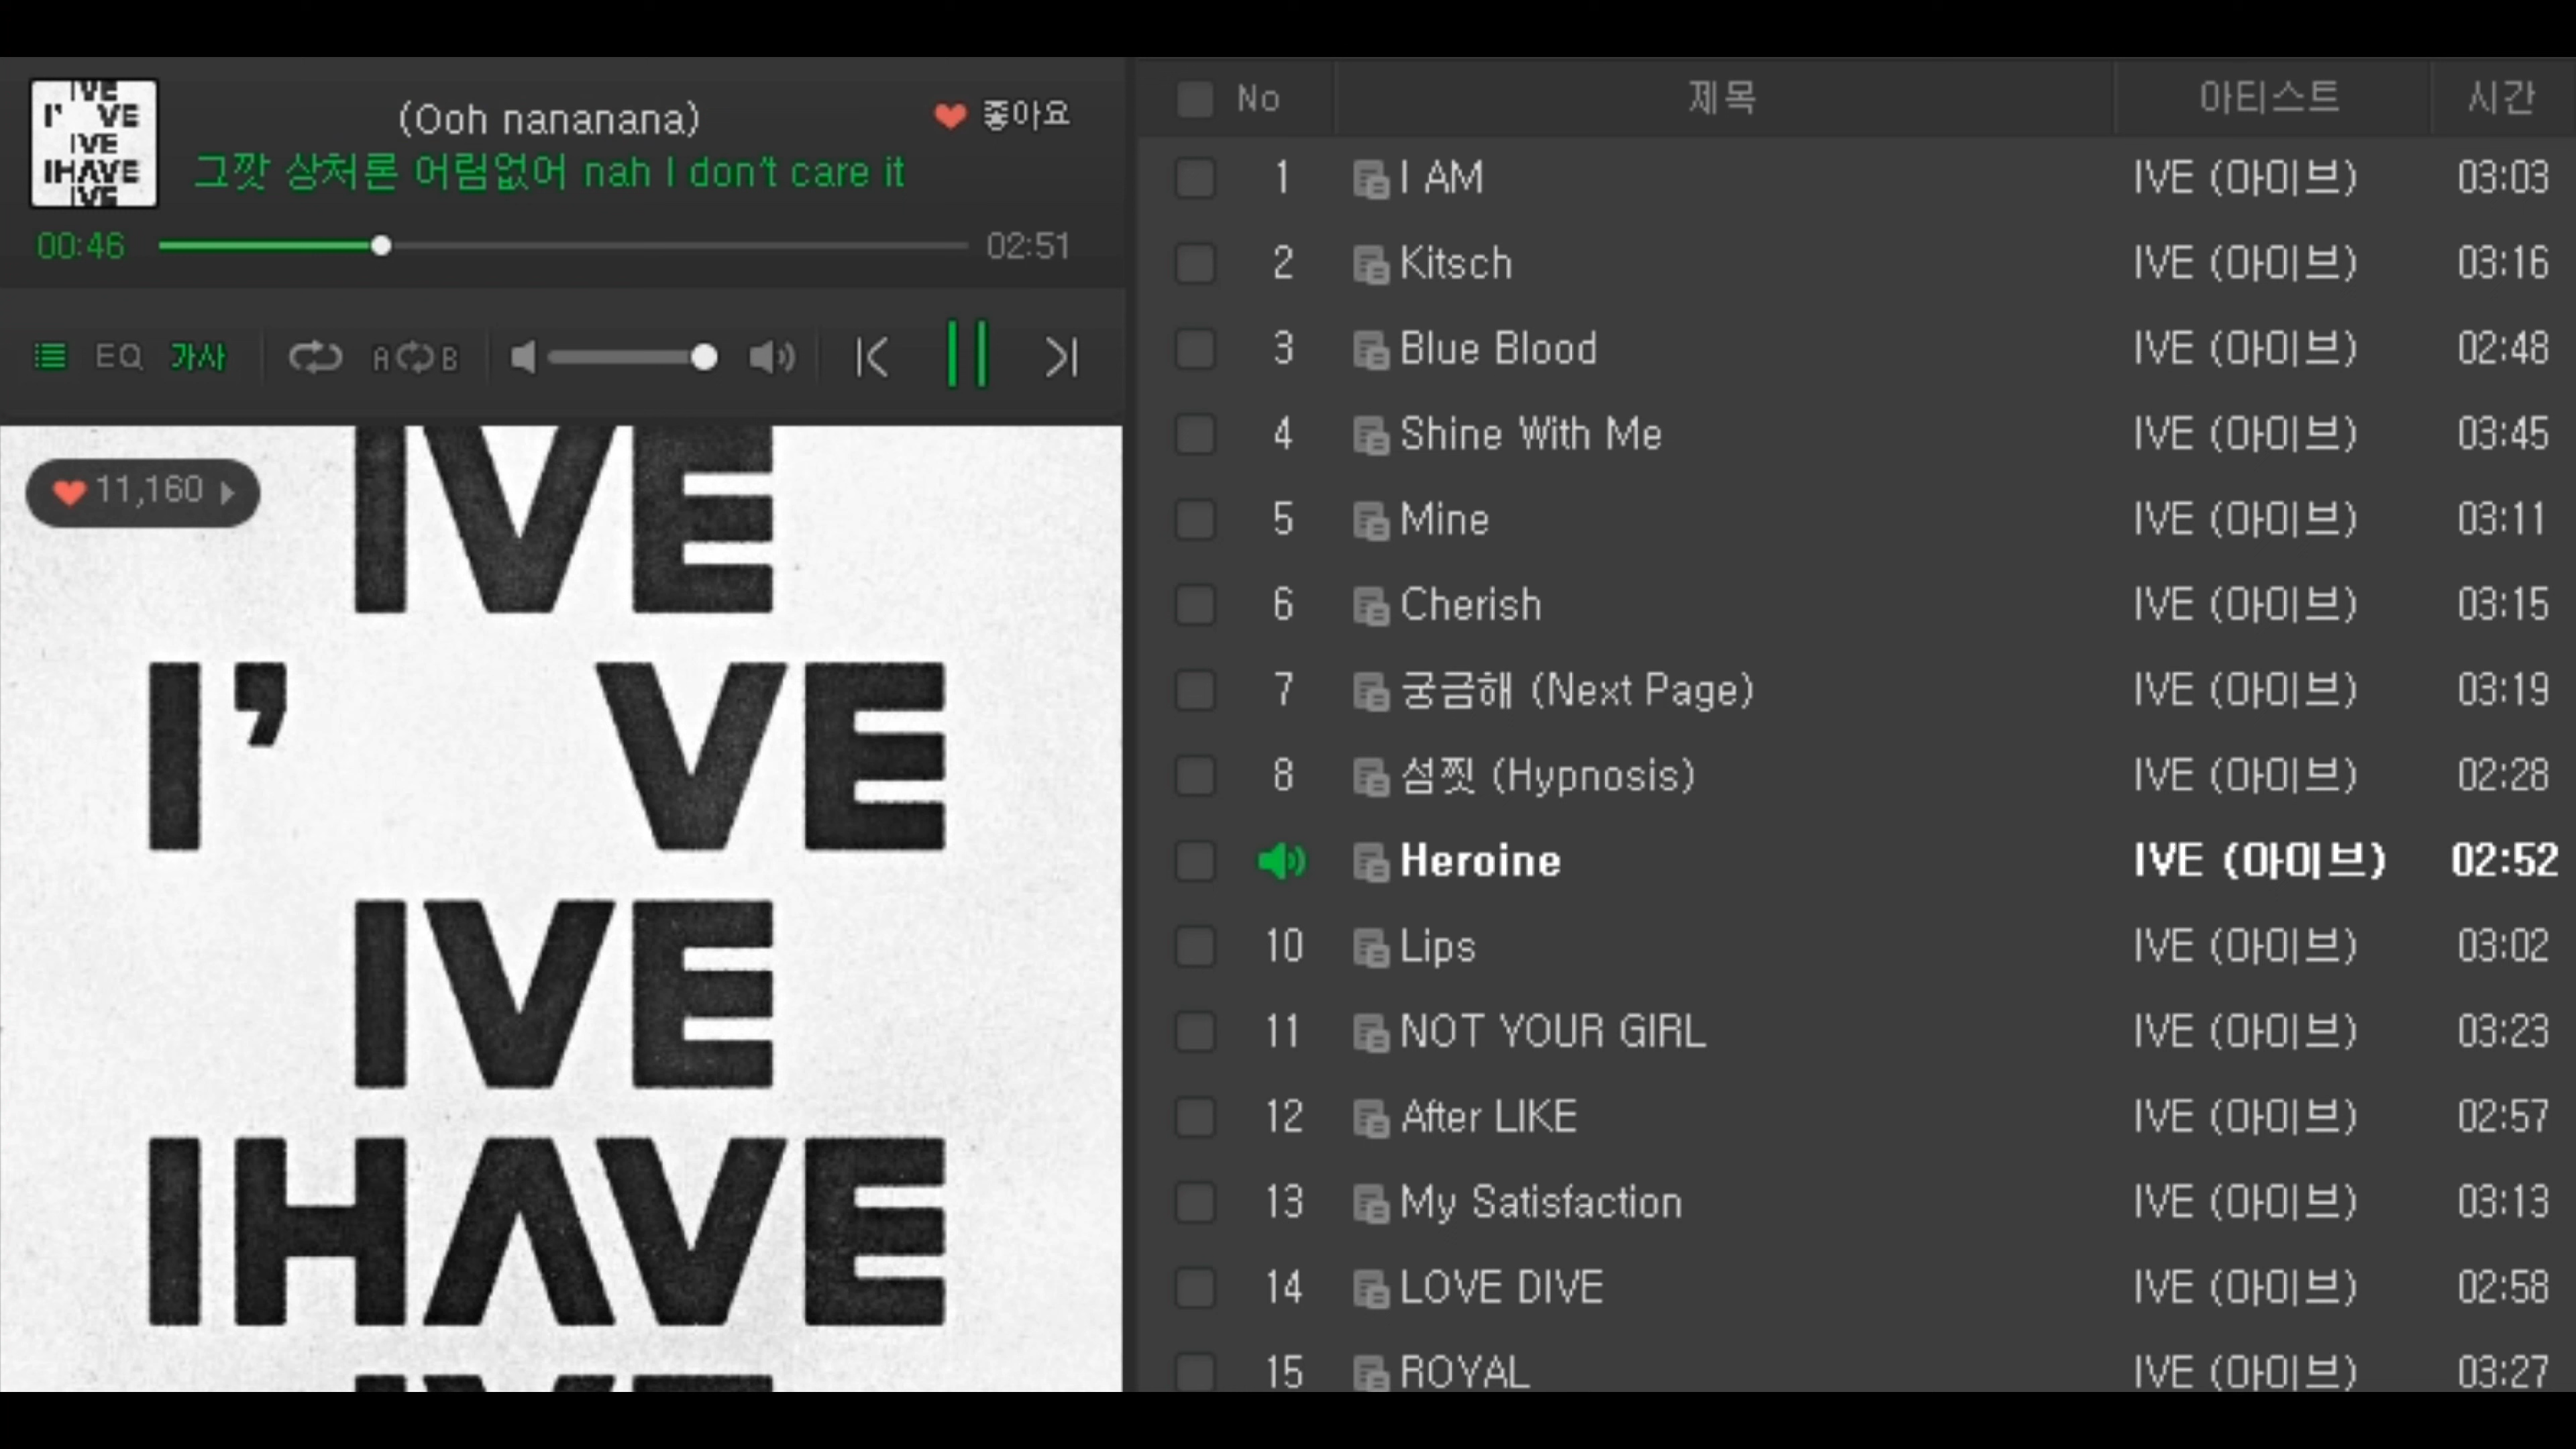 IVE
I' VE
IVE
IHAVE
IVE
(Ooh nananana)
좋아요
그깟 상처론 어림없어 nah I don't care it
00:46
02:51
EQ 가사
A B
11,160
IVE
I' VE
IVE
IHAVE
No 제목 아티스트 시간
1 I AM IVE (아이브) 03:03
2 Kitsch IVE (아이브) 03:16
3 Blue Blood IVE (아이브) 02:48
4 Shine With Me IVE (아이브) 03:45
5 Mine IVE (아이브) 03:11
6 Cherish IVE (아이브) 03:15
7 궁금해 (Next Page) IVE (아이브) 03:19
8 섬찟 (Hypnosis) IVE (아이브) 02:28
Heroine IVE (아이브) 02:52
10 Lips IVE (아이브) 03:02
11 NOT YOUR GIRL IVE (아이브) 03:23
12 After LIKE IVE (아이브) 02:57
13 My Satisfaction IVE (아이브) 03:13
14 LOVE DIVE IVE (아이브) 02:58
15 ROYAL IVE (아이브) 03:27